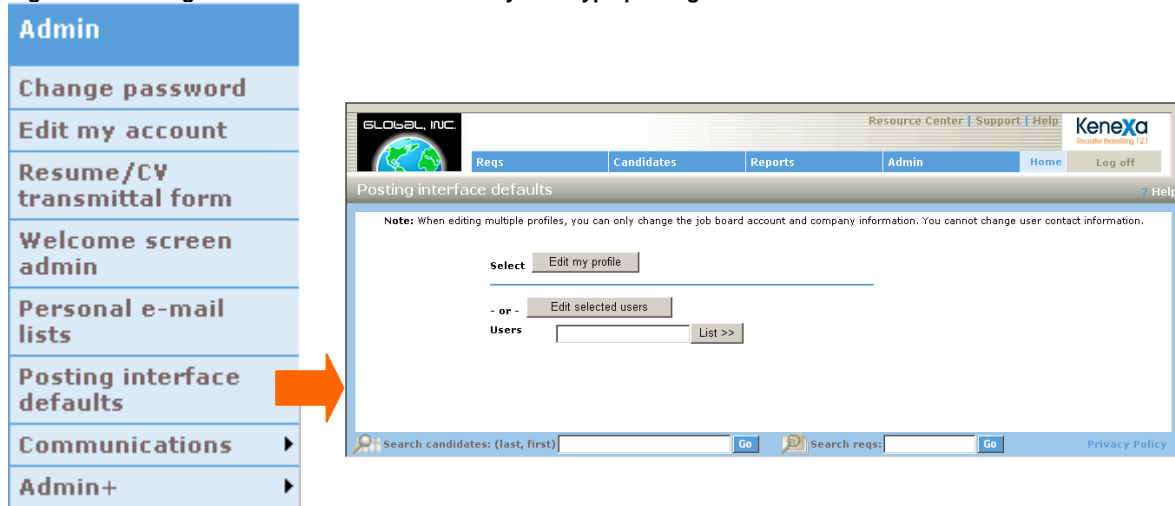 Admin
Change password
Edit my account
Resume/CV
transmittal form
Welcome screen
admin
Personal e-mail
lists
Posting interface
defaults
Communications
Admin+
GLOBAL, INC.
Resource Center | Support | Help
Kenexa
Recruiter BrassRing 12.1
Reqs
Candidates
Reports
Admin
Home
Log off
Posting interface defaults
? Help
Note: When editing multiple profiles, you can only change the job board account and company information. You cannot change user contact information.
Select Edit my profile
- or - Edit selected users
Users List >>
Search candidates: (last, first) Go Search reqs: Go Privacy Policy